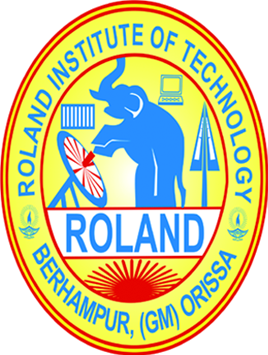 ROLAND INSTITUTE OF TECHNOLOGY
ROLAND
BERHAMPUR, (GM) ORISSA